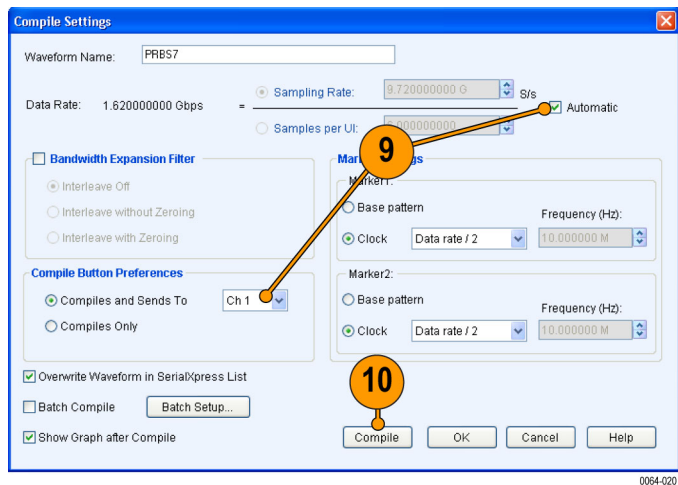 Compile Settings
Waveform Name: PRBS7
Sampling Rate: 9.720000000 G S/s
Data Rate: 1.620000000 Gbps = Automatic
Samples per UI: 000000000
9
Bandwidth Expansion Filter
Interleave Off
Interleave without Zeroing
Interleave with Zeroing
Marker1:
Base pattern
Frequency (Hz):
Clock Data rate / 2 10.000000 M
Compile Button Preferences
Compiles and Sends To Ch 1
Compiles Only
Marker2:
Base pattern
Frequency (Hz):
Clock Data rate / 2 10.000000 M
Overwrite Waveform in SerialXpress List
Batch Compile Batch Setup...
Show Graph after Compile
10
Compile OK Cancel Help
0064-020